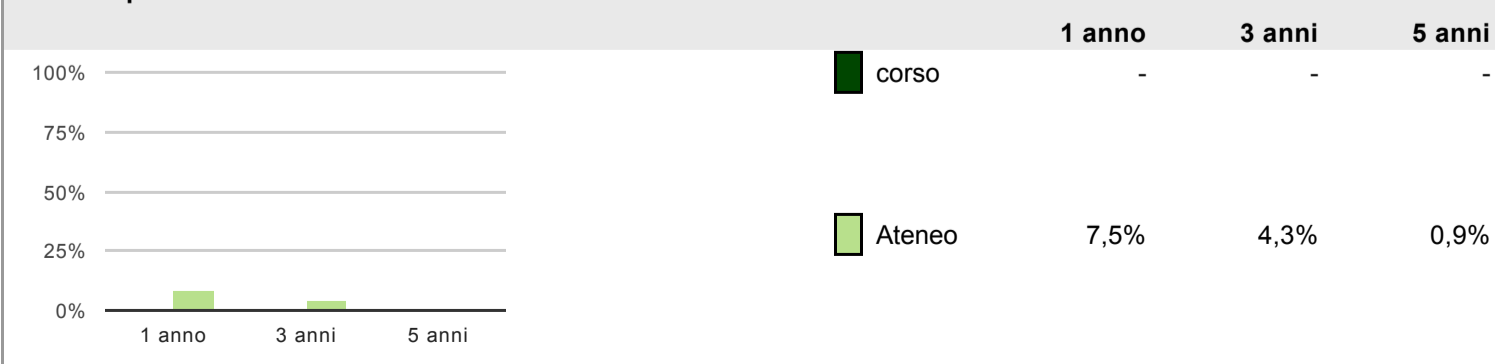 1 anno 3 anni 5 anni
100%
75%
50%
25%
0%
1 anno 3 anni 5 anni
corso - - -
Ateneo 7,5% 4,3% 0,9%